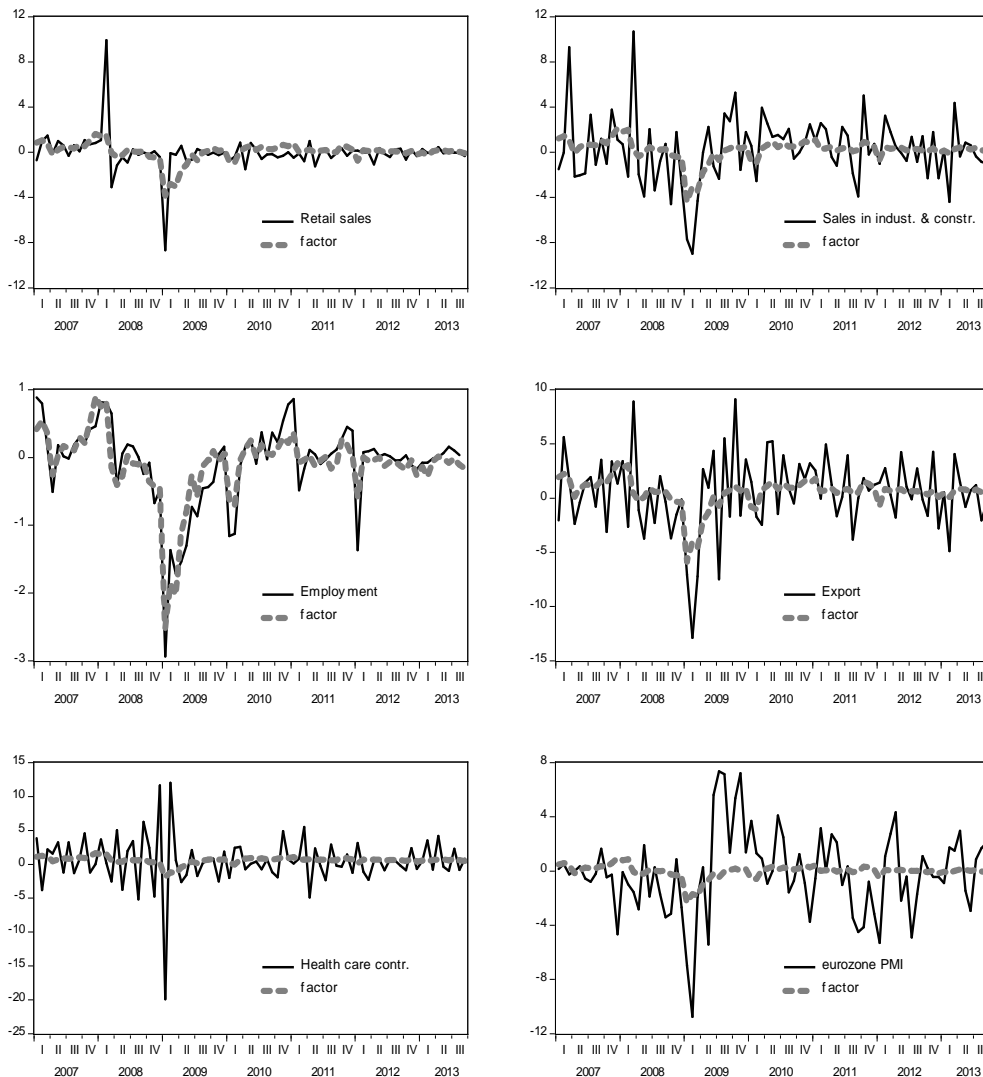 12
8
4
0
-4
-8
-12
Retail sales
factor
I II III IV I II III IV I II III IV I II III IV I II III IV I II III IV I II III
2007 2008 2009 2010 2011 2012 2013
12
8
4
0
-4
-8
-12
Sales in indust. & constr.
factor
I II III IV I II III IV I II III IV I II III IV I II III IV I II III IV I II
2007 2008 2009 2010 2011 2012 2013
1
0
-1
-2
-3
Employment
factor
I II III IV I II III IV I II III IV I II III IV I II III IV I II III IV I II III
2007 2008 2009 2010 2011 2012 2013
10
5
0
-5
-10
-15
Export
factor
I II III IV I II III IV I II III IV I II III IV I II III IV I II III IV I II
2007 2008 2009 2010 2011 2012 2013
15
10
5
0
-5
-10
-15
-20
-25
Health care contr.
factor
I II III IV I II III IV I II III IV I II III IV I II III IV I II III IV I II III
2007 2008 2009 2010 2011 2012 2013
8
4
0
-4
-8
-12
eurozone PMI
factor
I II III IV I II III IV I II III IV I II III IV I II III IV I II III IV I II
2007 2008 2009 2010 2011 2012 2013